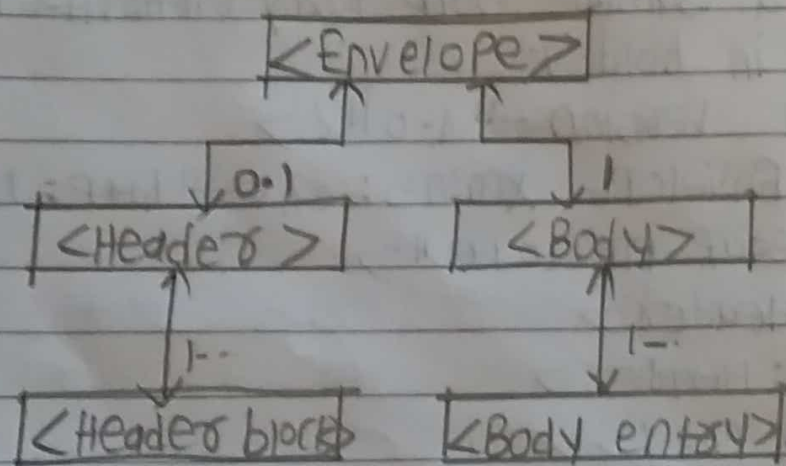 <Envelope>
0.1 1
<Header> <Body>
1-- 1-.
<Header block> <Body entry>